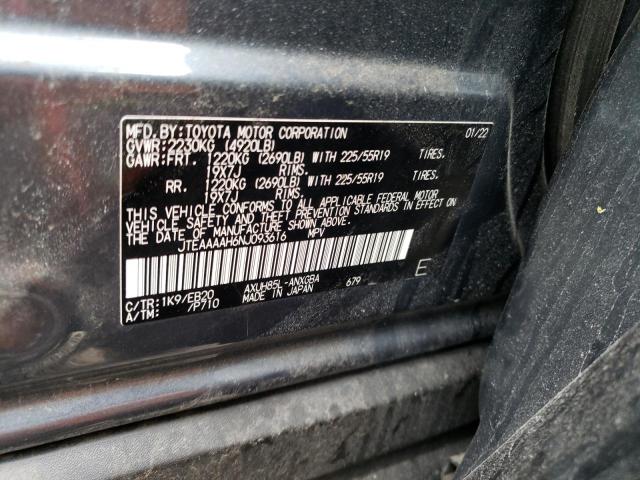 MFD.BY:TOYOTA MOTOR CORPORATION 01/22
GVWR:2230KG (4920LB)
GAWR:FRT. 1220KG (2690LB) WITH 225/55R19 TIRES.
19X7J RIMS.
RR. 1220KG (2690LB) WITH 225/55R19 TIRES.
19X7J RIMS.
THIS VEHICLE CONFORMS TO ALL APPLICABLE FEDERAL MOTOR
VEHICLE SAFETY AND THEFT PREVENTION STANDARDS IN EFFECT ON
THE DATE OF MANUFACTURE SHOWN ABOVE.
JTEAAAAH6NJ093616 MPV
C/TR:1K9/EB20 AXUH85L-ANXGBA 679 E
A/TM: /P710 MADE IN JAPAN